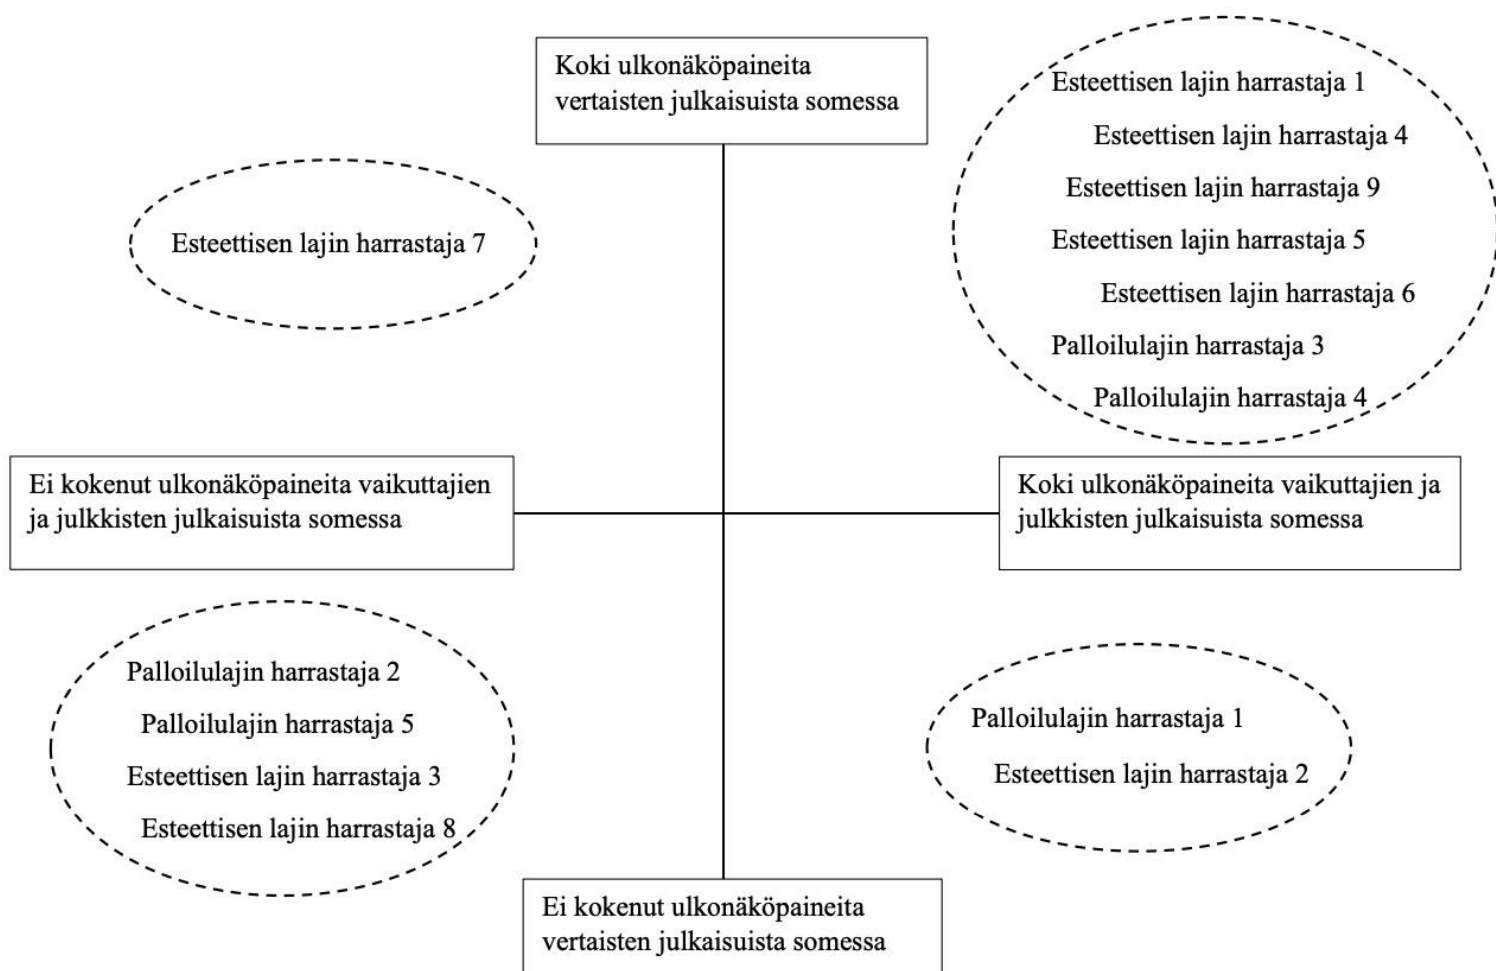 Koki ulkonäköpaineita
vertaisten julkaisuista somessa
Esteettisen lajin harrastaja 1
Esteettisen lajin harrastaja 4
Esteettisen lajin harrastaja 9
Esteettisen lajin harrastaja 5
Esteettisen lajin harrastaja 6
Palloilulajin harrastaja 3
Palloilulajin harrastaja 4
Esteettisen lajin harrastaja 7
Ei kokenut ulkonäköpaineita vaikuttajien
ja julkkisten julkaisuista somessa
Koki ulkonäköpaineita vaikuttajien ja
julkkisten julkaisuista somessa
Palloilulajin harrastaja 2
Palloilulajin harrastaja 5
Esteettisen lajin harrastaja 3
Esteettisen lajin harrastaja 8
Palloilulajin harrastaja 1
Esteettisen lajin harrastaja 2
Ei kokenut ulkonäköpaineita
vertaisten julkaisuista somessa